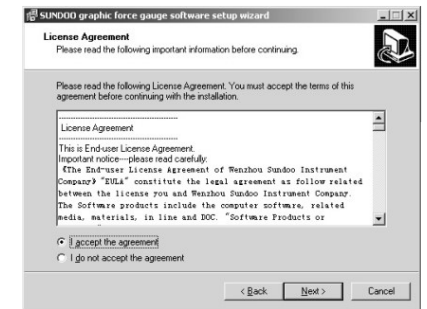 SUNDOO graphic force gauge software setup wizard
License Agreement
Please read the following important information before continuing.
Please read the following License Agreement. You must accept the terms of this
agreement before continuing with the installation.
License Agreement
This is End-user License Agreement.
Important notice---please read carefully:
《The End-user License Agreement of Wenzhou Sundoo Instrument
Company》 "EULA" constitute the legal agreement as follow related
between the license you and Wenzhou Sundoo Instrument Company.
The Software products include the computer software, related
media, materials, in line and DOC. "Software Products or
I accept the agreement
I do not accept the agreement
< Back Next > Cancel